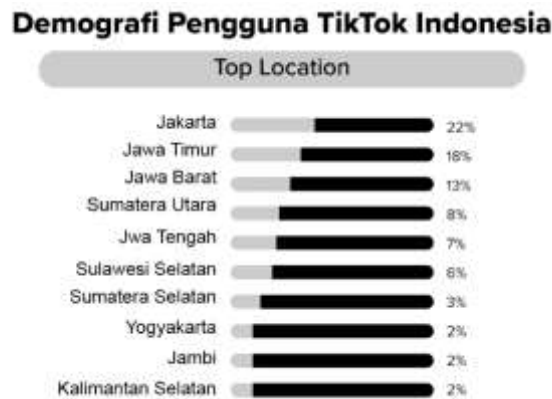 Demografi Pengguna TikTok Indonesia
Top Location
Jakarta 22%
Jawa Timur 18%
Jawa Barat 13%
Sumatera Utara 8%
Jwa Tengah 7%
Sulawesi Selatan 6%
Sumatera Selatan 3%
Yogyakarta 2%
Jambi 2%
Kalimantan Selatan 2%